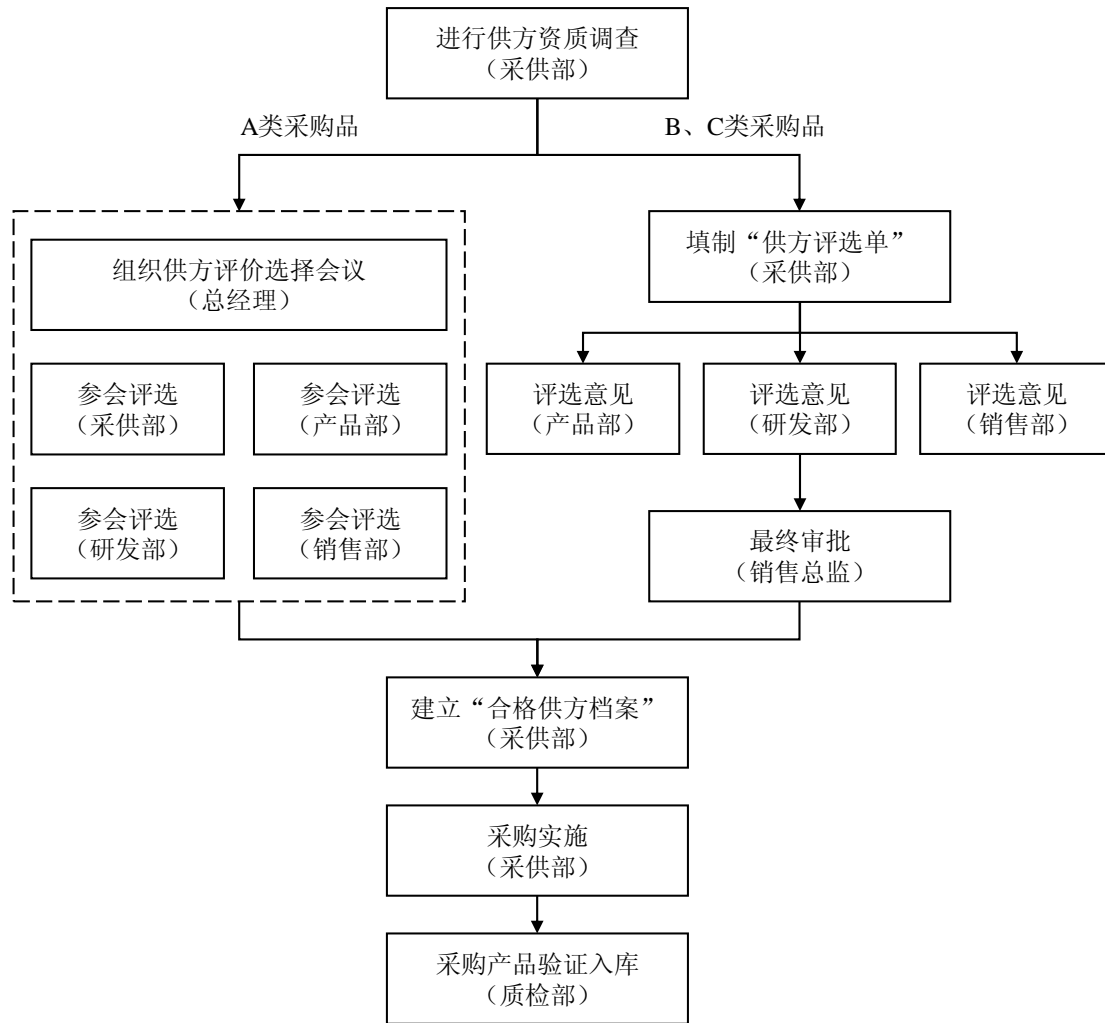 进行供方资质调查
（采供部）
A类采购品
B、C类采购品
组织供方评价选择会议
（总经理）
参会评选
（采供部）
参会评选
（产品部）
参会评选
（研发部）
参会评选
（销售部）
填制“供方评选单”
（采供部）
评选意见
（产品部）
评选意见
（研发部）
评选意见
（销售部）
最终审批
（销售总监）
建立“合格供方档案”
（采供部）
采购实施
（采供部）
采购产品验证入库
（质检部）